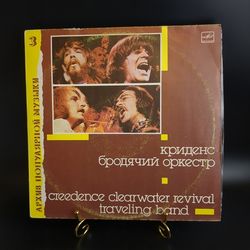 3
АРХИВ ПОПУЛЯРНОЙ МУЗЫКИ
криденс
бродячий оркестр
creedence clearwater revival
traveling band